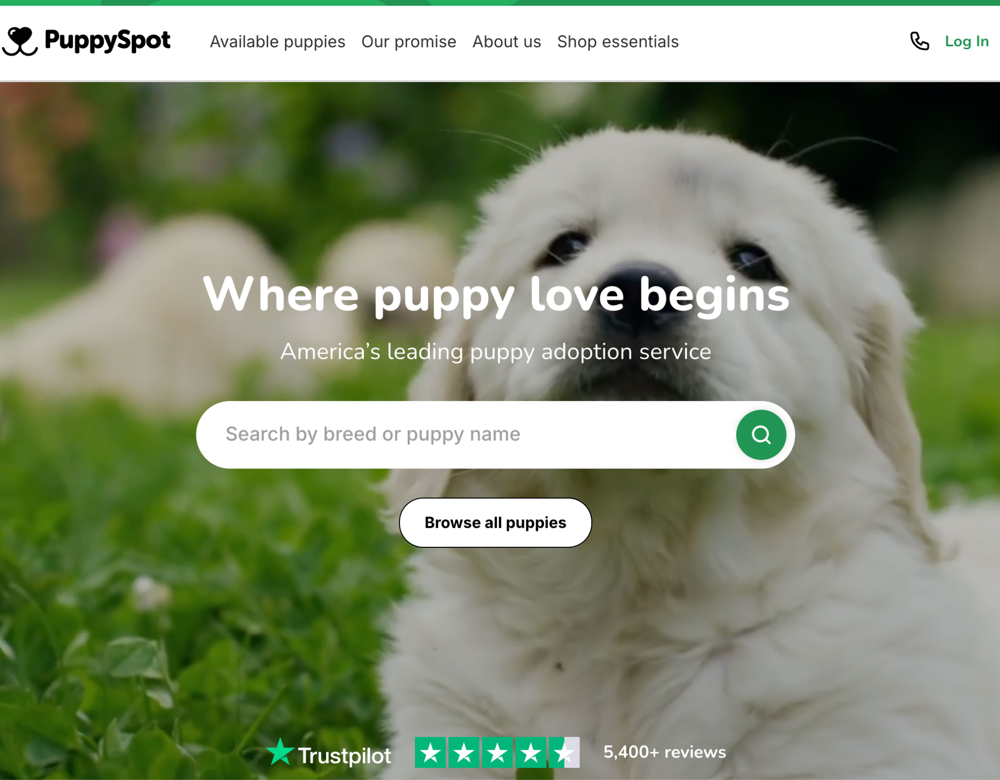 PuppySpot
Available puppies Our promise About us Shop essentials
Log In
Where puppy love begins
America’s leading puppy adoption service
Search by breed or puppy name
Browse all puppies
Trustpilot 5,400+ reviews